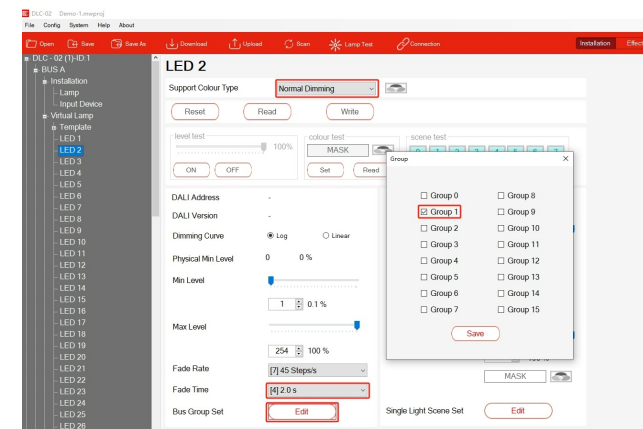 DLC-02 Demo-1.mwproj
File Config System Help About
Open Save Save As Download Upload Scan Lamp Test Connection Installation Effect
DLC - 02 (1)-ID:1
BUS A
Installation
Lamp
Input Device
Virtual Lamp
Template
LED 1
LED 2
LED 3
LED 4
LED 5
LED 6
LED 7
LED 8
LED 9
LED 10
LED 11
LED 12
LED 13
LED 14
LED 15
LED 16
LED 17
LED 18
LED 19
LED 20
LED 21
LED 22
LED 23
LED 24
LED 25
LED 26
LED 2
Support Colour Type Normal Dimming
Reset Read Write
level test
100%
ON OFF
colour test
MASK
Set Read
scene test
DALI Address -
DALI Version -
Dimming Curve Log Linear
Physical Min Level 0 0 %
Min Level
1 0.1 %
Max Level
254 100 %
Fade Rate [7] 45 Steps/s
Fade Time [4] 2.0 s
Bus Group Set Edit
Group
Group 0 Group 8
Group 1 Group 9
Group 2 Group 10
Group 3 Group 11
Group 4 Group 12
Group 5 Group 13
Group 6 Group 14
Group 7 Group 15
Save
MASK
Single Light Scene Set Edit